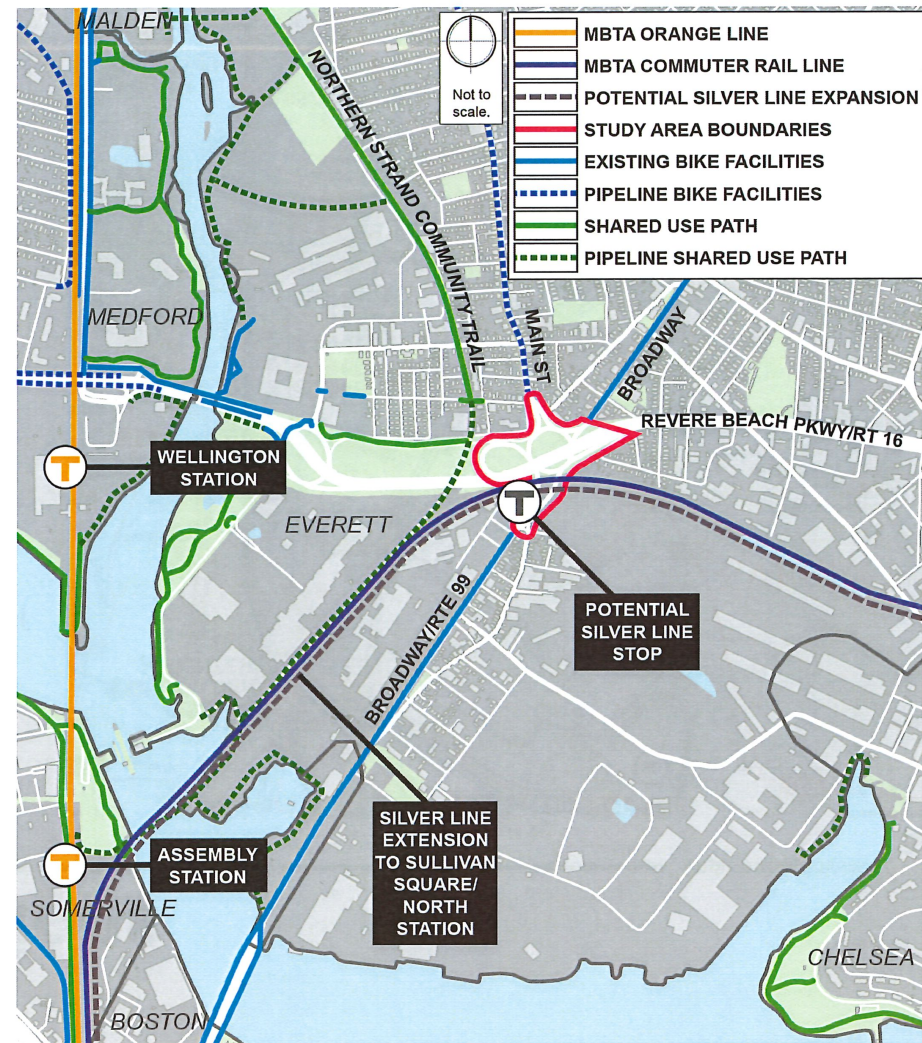 MALDEN
Not to
scale.
MBTA ORANGE LINE
MBTA COMMUTER RAIL LINE
POTENTIAL SILVER LINE EXPANSION
STUDY AREA BOUNDARIES
EXISTING BIKE FACILITIES
PIPELINE BIKE FACILITIES
SHARED USE PATH
PIPELINE SHARED USE PATH
NORTHERN STRAND COMMUNITY TRAIL
MEDFORD
MAIN ST
BROADWAY
REVERE BEACH PKWY/RT 16
T
WELLINGTON
STATION
T
EVERETT
BROADWAY/RTE 99
POTENTIAL
SILVER LINE
STOP
SILVER LINE
EXTENSION
TO SULLIVAN
SQUARE/
NORTH
STATION
T
ASSEMBLY
STATION
SOMERVILLE
CHELSEA
BOSTON